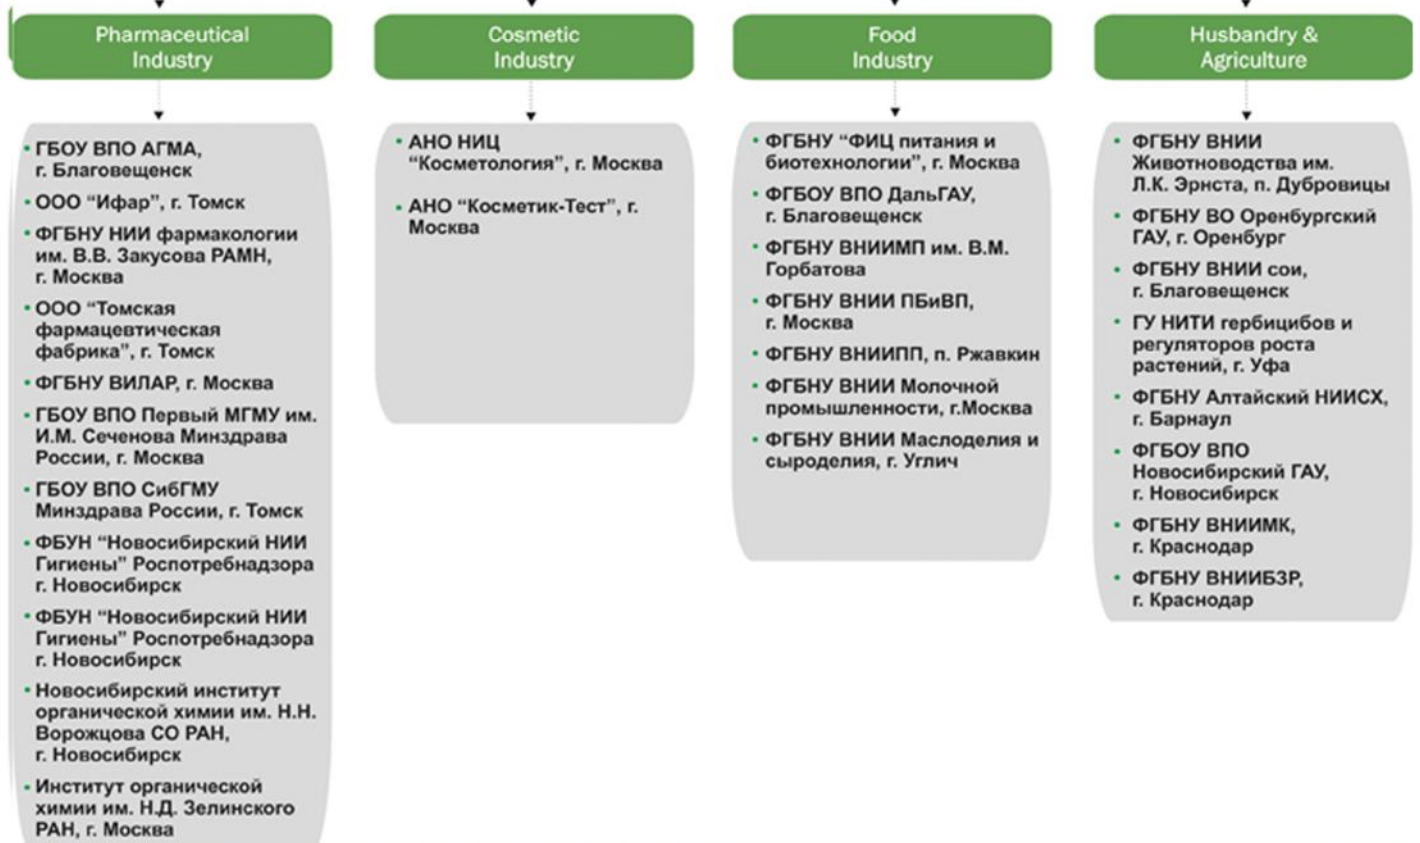 Pharmaceutical
Industry
• ГБОУ ВПО АГМА,
г. Благовещенск
• ООО “Ифар”, г. Томск
• ФГБНУ НИИ фармакологии
им. В.В. Закусова РАМН,
г. Москва
• ООО “Томская
фармацевтическая
фабрика”, г. Томск
• ФГБНУ ВИЛАР, г. Москва
• ГБОУ ВПО Первый МГМУ им.
И.М. Сеченова Минздрава
России, г. Москва
• ГБОУ ВПО СибГМУ
Минздрава России, г. Томск
• ФБУН “Новосибирский НИИ
Гигиены” Роспотребнадзора
г. Новосибирск
• ФБУН “Новосибирский НИИ
Гигиены” Роспотребнадзора
г. Новосибирск
• Новосибирский институт
органической химии им. Н.Н.
Ворожцова СО РАН,
г. Новосибирск
• Институт органической
химии им. Н.Д. Зелинского
РАН, г. Москва
Cosmetic
Industry
• АНО НИЦ
“Косметология”, г. Москва
• АНО “Косметик-Тест”, г.
Москва
Food
Industry
• ФГБНУ “ФИЦ питания и
биотехнологии”, г. Москва
• ФГБОУ ВПО ДальГАУ,
г. Благовещенск
• ФГБНУ ВНИИМП им. В.М.
Горбатова
• ФГБНУ ВНИИ ПБиВП,
г. Москва
• ФГБНУ ВНИИПП, п. Ржавкин
• ФГБНУ ВНИИ Молочной
промышленности, г.Москва
• ФГБНУ ВНИИ Маслоделия и
сыроделия, г. Углич
Husbandry &
Agriculture
• ФГБНУ ВНИИ
Животноводства им.
Л.К. Эрнста, п. Дубровицы
• ФГБНУ ВО Оренбургский
ГАУ, г. Оренбург
• ФГБНУ ВНИИ сои,
г. Благовещенск
• ГУ НИТИ гербицибов и
регуляторов роста
растений, г. Уфа
• ФГБНУ Алтайский НИИСХ,
г. Барнаул
• ФГБОУ ВПО
Новосибирский ГАУ,
г. Новосибирск
• ФГБНУ ВНИИМК,
г. Краснодар
• ФГБНУ ВНИИБЗР,
г. Краснодар